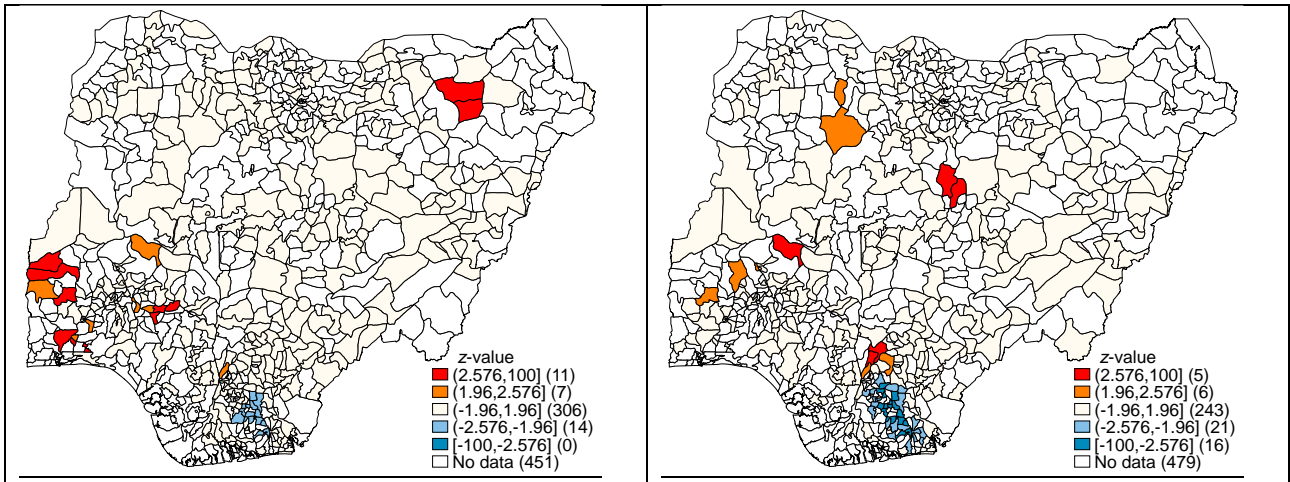 z-value
(2.576,100] (11)
(1.96,2.576] (7)
(-1.96,1.96] (306)
(-2.576,-1.96] (14)
[-100,-2.576] (0)
No data (451)
z-value
(2.576,100] (5)
(1.96,2.576] (6)
(-1.96,1.96] (243)
(-2.576,-1.96] (21)
[-100,-2.576] (16)
No data (479)